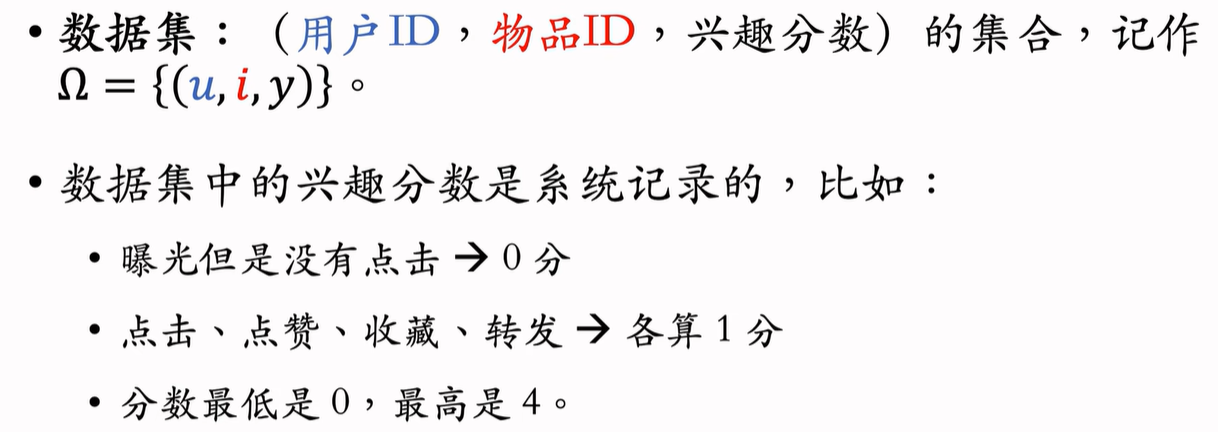 • 数据集：（用户ID，物品ID，兴趣分数）的集合，记作
Ω = {(u, i, y)}。
• 数据集中的兴趣分数是系统记录的，比如：
• 曝光但是没有点击 → 0 分
• 点击、点赞、收藏、转发 → 各算 1 分
• 分数最低是 0，最高是 4。